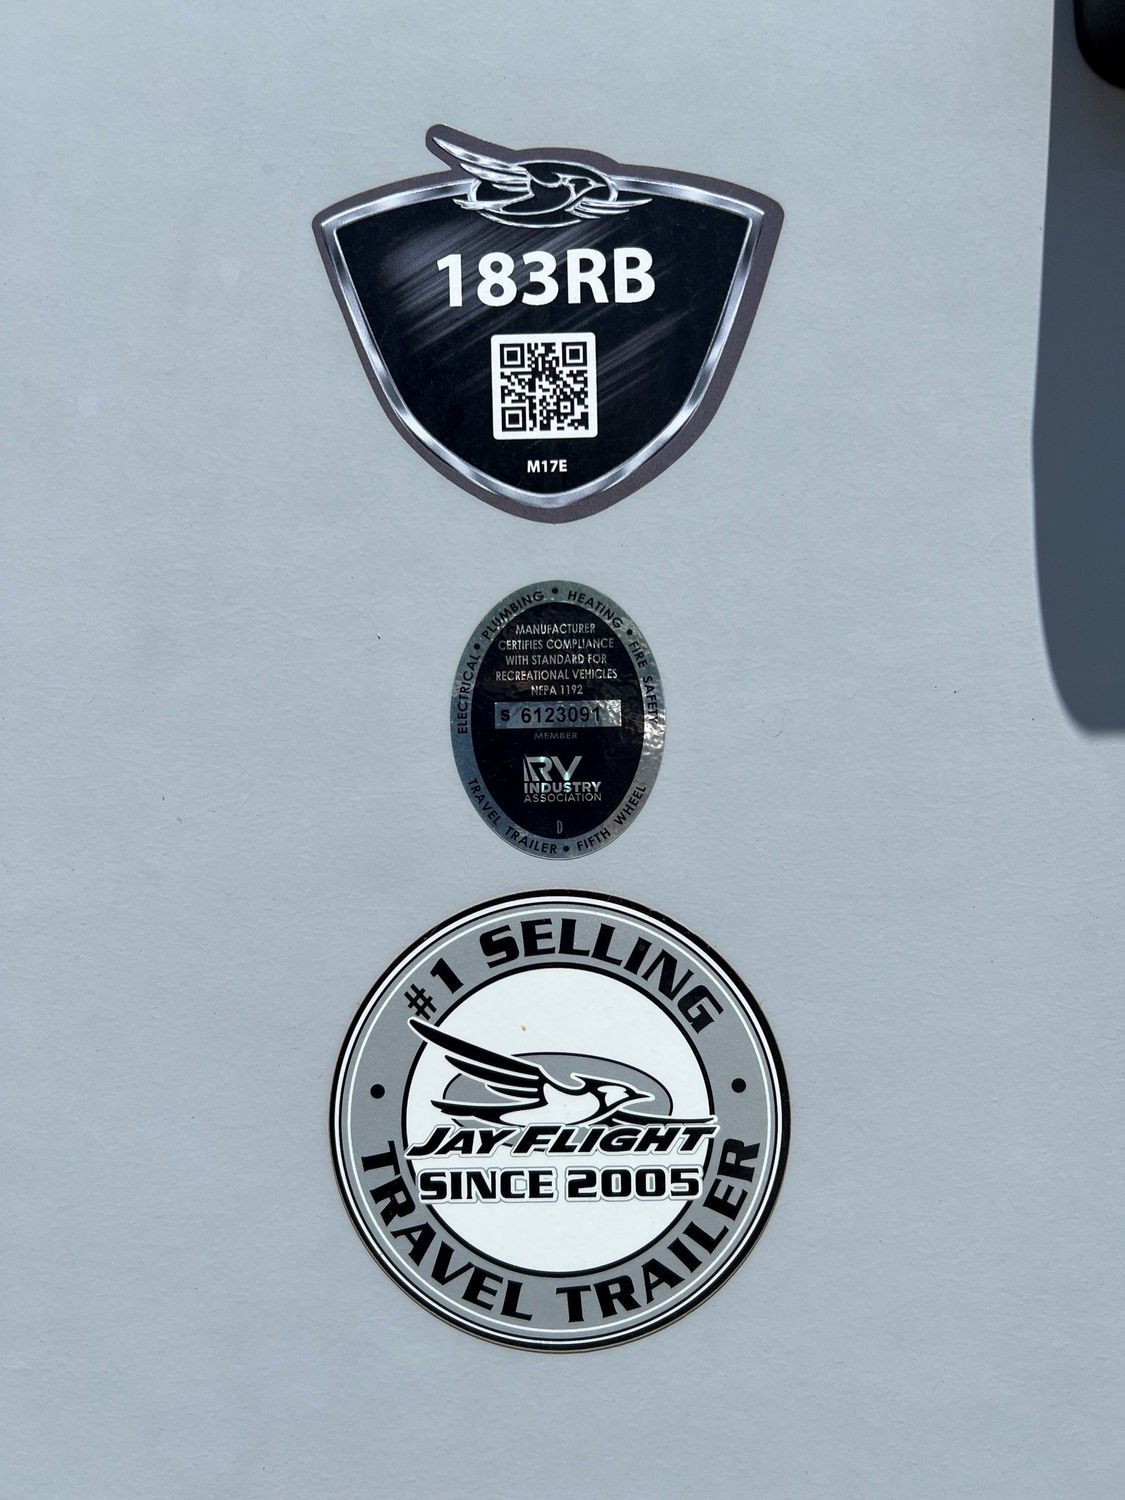 183RB
M17E
ELECTRICAL • PLUMBING • HEATING • FIRE SAFETY
MANUFACTURER
CERTIFIES COMPLIANCE
WITH STANDARD FOR
RECREATIONAL VEHICLES
NFPA 1192
S 6123091
MEMBER
RV
INDUSTRY
ASSOCIATION
D
TRAVEL TRAILER • FIFTH WHEEL
#1 SELLING
JAY FLIGHT
SINCE 2005
TRAVEL TRAILER